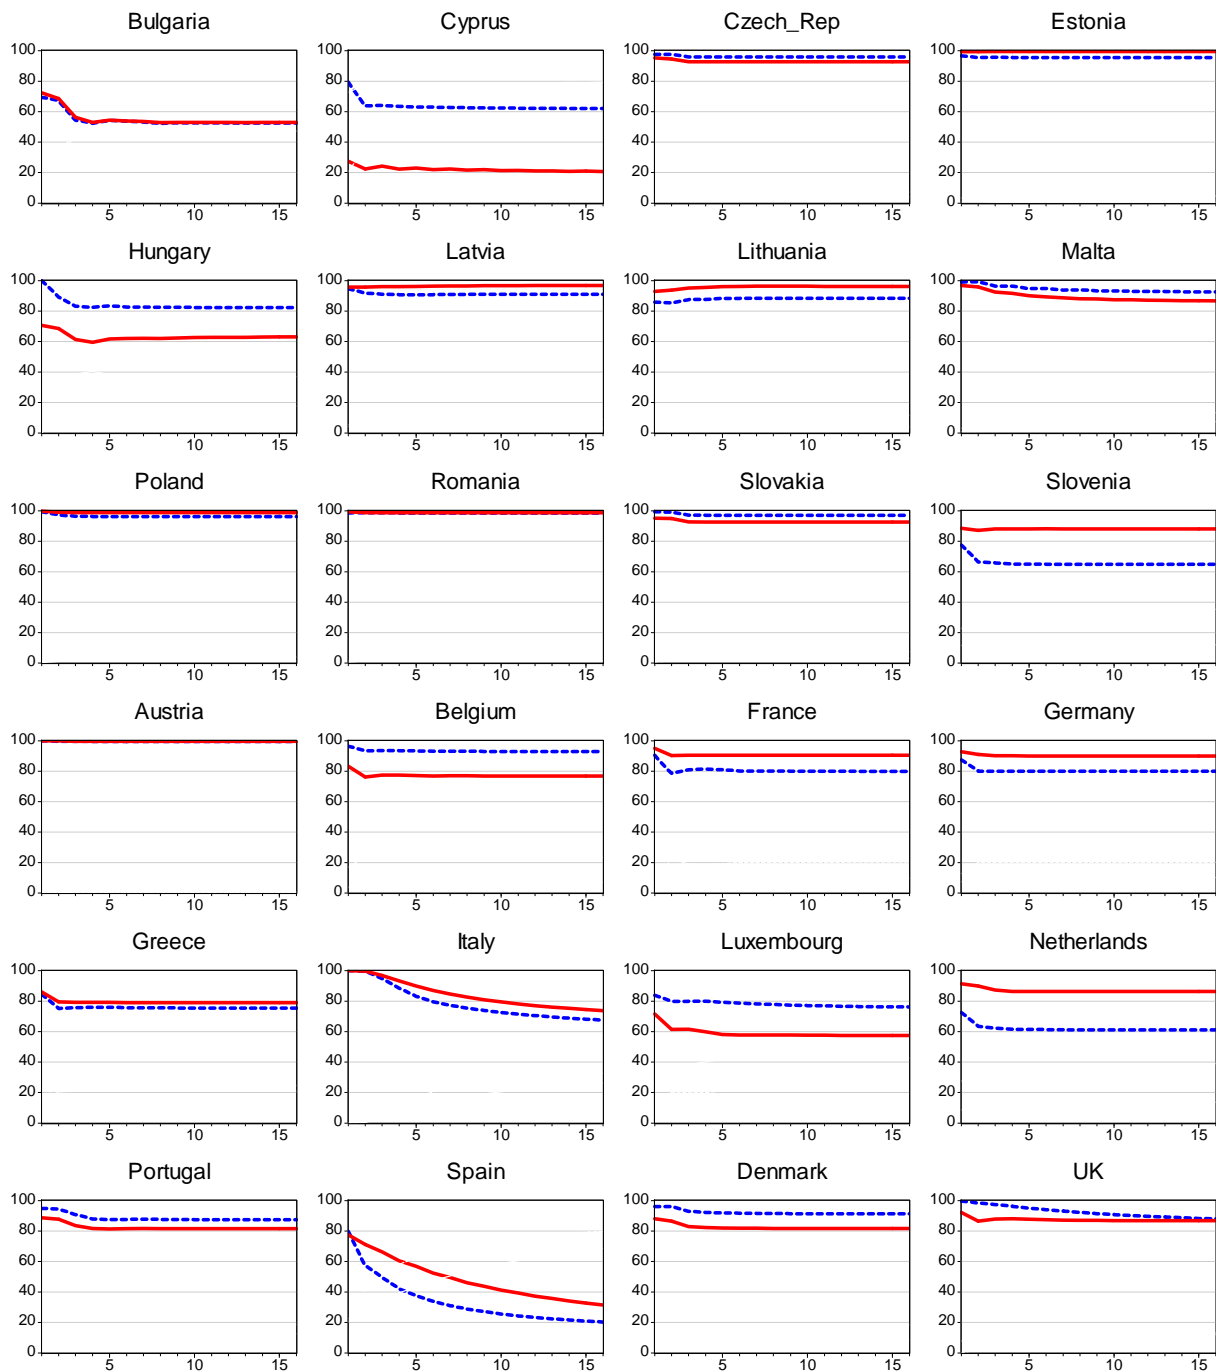 Bulgaria Cyprus Czech_Rep Estonia
100 100 100 100
80 80 80 80
60 60 60 60
40 40 40 40
20 20 20 20
0 0 0 0
5 10 15 5 10 15 5 10 15 5 10 15
Hungary Latvia Lithuania Malta
100 100 100 100
80 80 80 80
60 60 60 60
40 40 40 40
20 20 20 20
0 0 0 0
5 10 15 5 10 15 5 10 15 5 10 15
Poland Romania Slovakia Slovenia
100 100 100 100
80 80 80 80
60 60 60 60
40 40 40 40
20 20 20 20
0 0 0 0
5 10 15 5 10 15 5 10 15 5 10 15
Austria Belgium France Germany
100 100 100 100
80 80 80 80
60 60 60 60
40 40 40 40
20 20 20 20
0 0 0 0
5 10 15 5 10 15 5 10 15 5 10 15
Greece Italy Luxembourg Netherlands
100 100 100 100
80 80 80 80
60 60 60 60
40 40 40 40
20 20 20 20
0 0 0 0
5 10 15 5 10 15 5 10 15 5 10 15
Portugal Spain Denmark UK
100 100 100 100
80 80 80 80
60 60 60 60
40 40 40 40
20 20 20 20
0 0 0 0
5 10 15 5 10 15 5 10 15 5 10 15